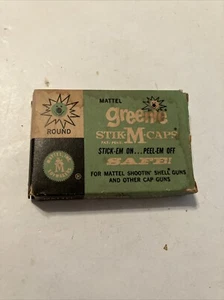 MATTEL
greenie
STIK-M-CAPS
STICK-EM ON...PEEL-EM OFF
SAFE!
FOR MATTEL SHOOTIN' SHELL GUNS
AND OTHER CAP GUNS
ROUND
4